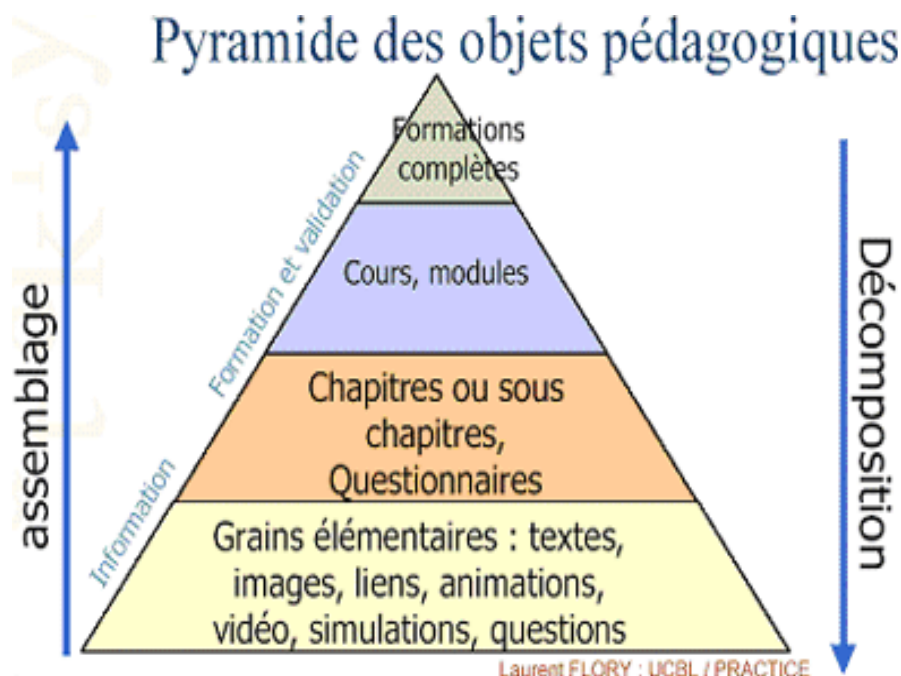 Pyramide des objets pédagogiques
Formations
complètes
Cours, modules
Chapitres ou sous
chapitres,
Questionnaires
Grains élémentaires : textes,
images, liens, animations,
vidéo, simulations, questions
assemblage
Information
Formation et validation
Décomposition
Laurent FLORY : UCBL / PRACTICE